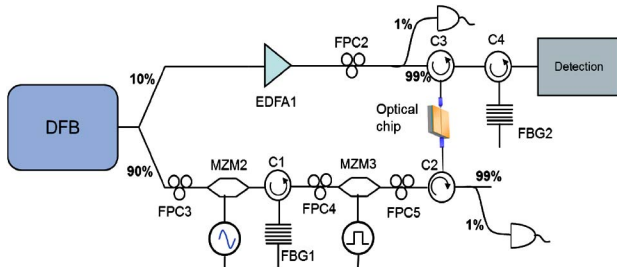 1%
FPC2
C3
C4
10%
99%
EDFA1
Detection
Optical
chip
DFB
FBG2
MZM2
C1
MZM3
C2
99%
90%
FPC3
FPC4
FPC5
1%
FBG1